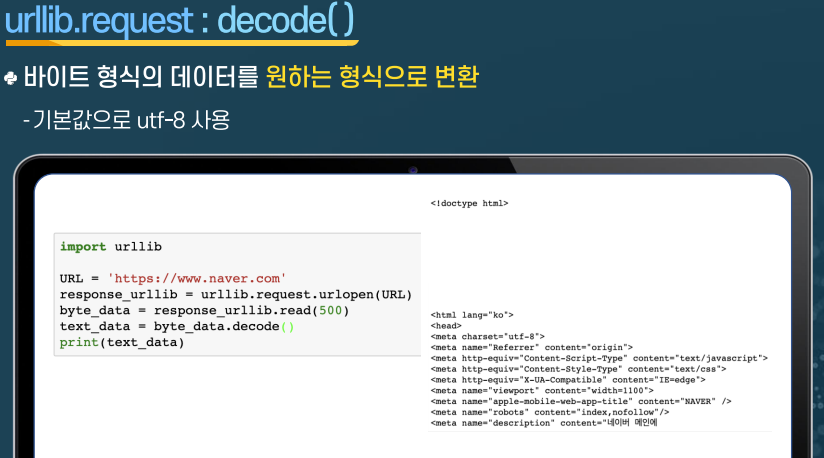 urllib.request : decode( )
바이트 형식의 데이터를 원하는 형식으로 변환
- 기본값으로 utf-8 사용
import urllib
URL = 'https://www.naver.com'
response_urllib = urllib.request.urlopen(URL)
byte_data = response_urllib.read(500)
text_data = byte_data.decode()
print(text_data)
<!doctype html>
<html lang="ko">
<head>
<meta charset="utf-8">
<meta name="Referrer" content="origin">
<meta http-equiv="Content-Script-Type" content="text/javascript">
<meta http-equiv="Content-Style-Type" content="text/css">
<meta http-equiv="X-UA-Compatible" content="IE=edge">
<meta name="viewport" content="width=1100">
<meta name="apple-mobile-web-app-title" content="NAVER" />
<meta name="robots" content="index,nofollow"/>
<meta name="description" content="네이버 메인에